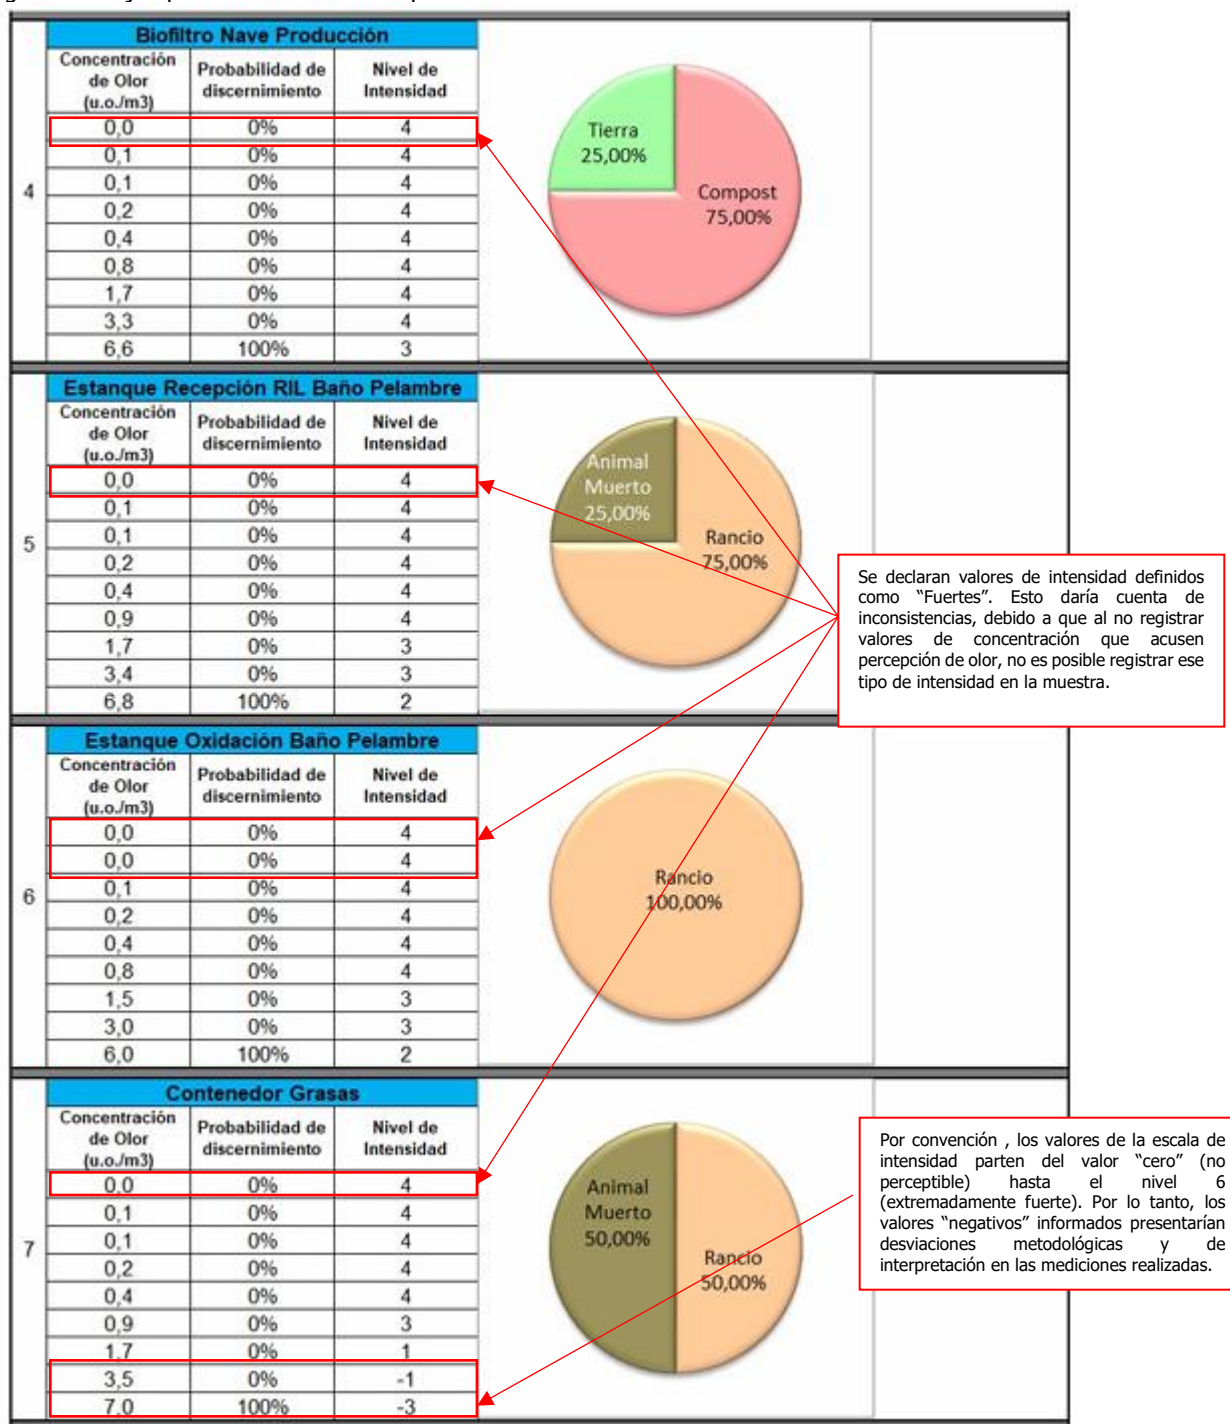 Biofiltro Nave Producción
Concentración de Olor (u.o./m3) Probabilidad de discernimiento Nivel de Intensidad
4
0,0 0% 4
0,1 0% 4
0,1 0% 4
0,2 0% 4
0,4 0% 4
0,8 0% 4
1,7 0% 4
3,3 0% 4
6,6 100% 3
Tierra
25,00%
Compost
75,00%
Estanque Recepción RIL Baño Pelambre
Concentración de Olor (u.o./m3) Probabilidad de discernimiento Nivel de Intensidad
5
0,0 0% 4
0,1 0% 4
0,1 0% 4
0,2 0% 4
0,4 0% 4
0,9 0% 4
1,7 0% 3
3,4 0% 3
6,8 100% 2
Animal
Muerto
25,00%
Rancio
75,00%
Se declaran valores de intensidad definidos
como “Fuertes”. Esto daría cuenta de
inconsistencias, debido a que al no registrar
valores de concentración que acusen
percepción de olor, no es posible registrar ese
tipo de intensidad en la muestra.
Estanque Oxidación Baño Pelambre
Concentración de Olor (u.o./m3) Probabilidad de discernimiento Nivel de Intensidad
6
0,0 0% 4
0,0 0% 4
0,1 0% 4
0,2 0% 4
0,4 0% 4
0,8 0% 4
1,5 0% 3
3,0 0% 3
6,0 100% 2
Rancio
100,00%
Contenedor Grasas
Concentración de Olor (u.o./m3) Probabilidad de discernimiento Nivel de Intensidad
7
0,0 0% 4
0,1 0% 4
0,1 0% 4
0,2 0% 4
0,4 0% 4
0,9 0% 3
1,7 0% 1
3,5 0% -1
7,0 100% -3
Animal
Muerto
50,00%
Rancio
50,00%
Por convención , los valores de la escala de
intensidad parten del valor “cero” (no
perceptible) hasta el nivel 6
(extremadamente fuerte). Por lo tanto, los
valores “negativos” informados presentarían
desviaciones metodológicas y de
interpretación en las mediciones realizadas.